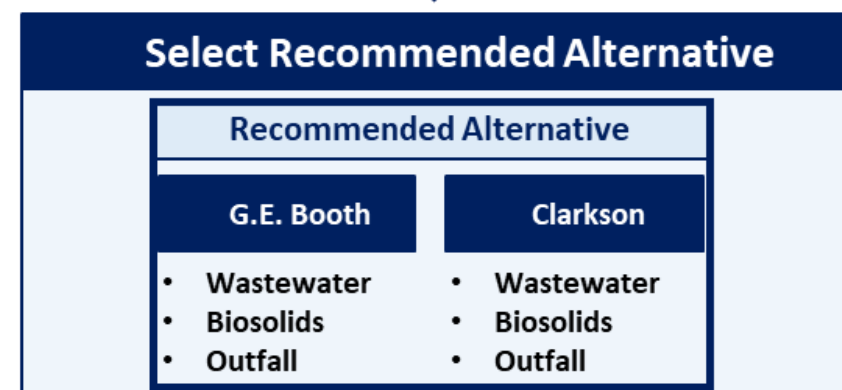 Select Recommended Alternative
Recommended Alternative
G.E. Booth
• Wastewater
• Biosolids
• Outfall
Clarkson
• Wastewater
• Biosolids
• Outfall